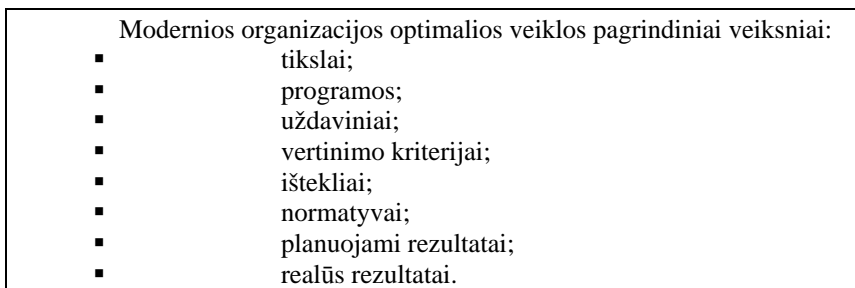 Modernios organizacijos optimalios veiklos pagrindiniai veiksniai:
▪ tikslai;
▪ programos;
▪ uždaviniai;
▪ vertinimo kriterijai;
▪ ištekliai;
▪ normatyvai;
▪ planuojami rezultatai;
▪ realūs rezultatai.